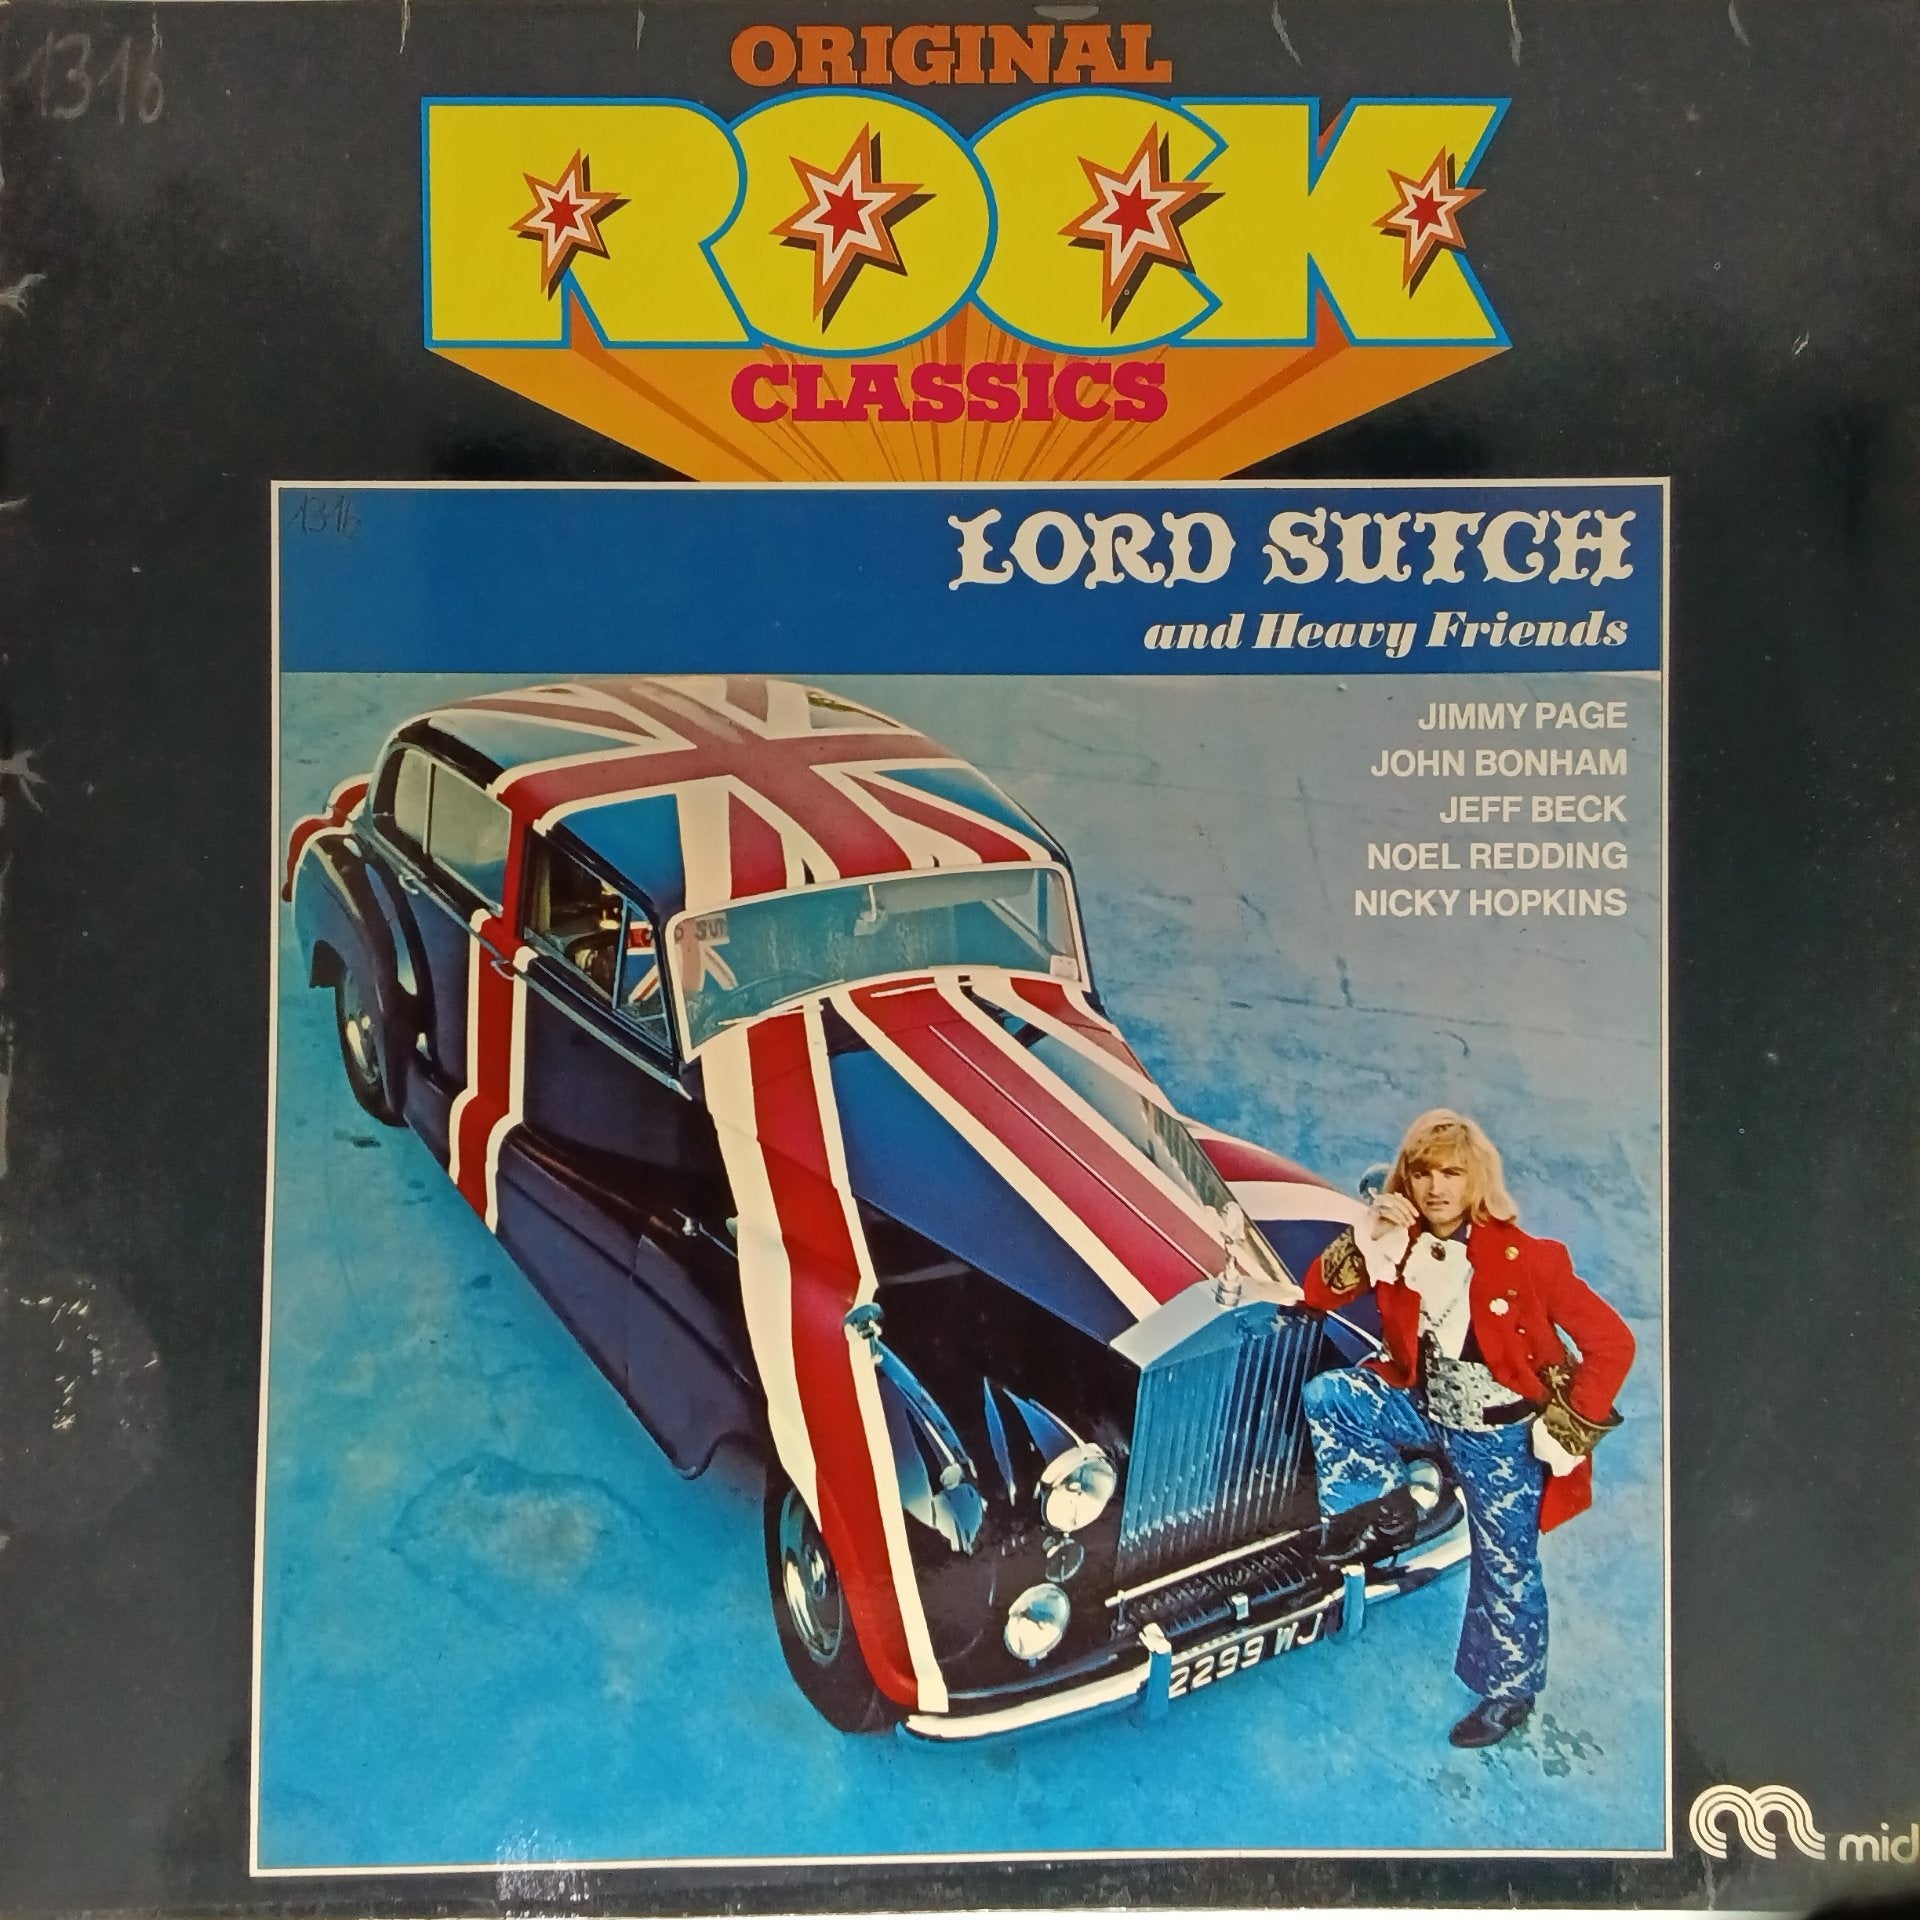 1316
ORIGINAL
ROCK
CLASSICS
1316
LORD SUTCH
and Heavy Friends
JIMMY PAGE
JOHN BONHAM
JEFF BECK
NOEL REDDING
NICKY HOPKINS
2299 WJ
mid